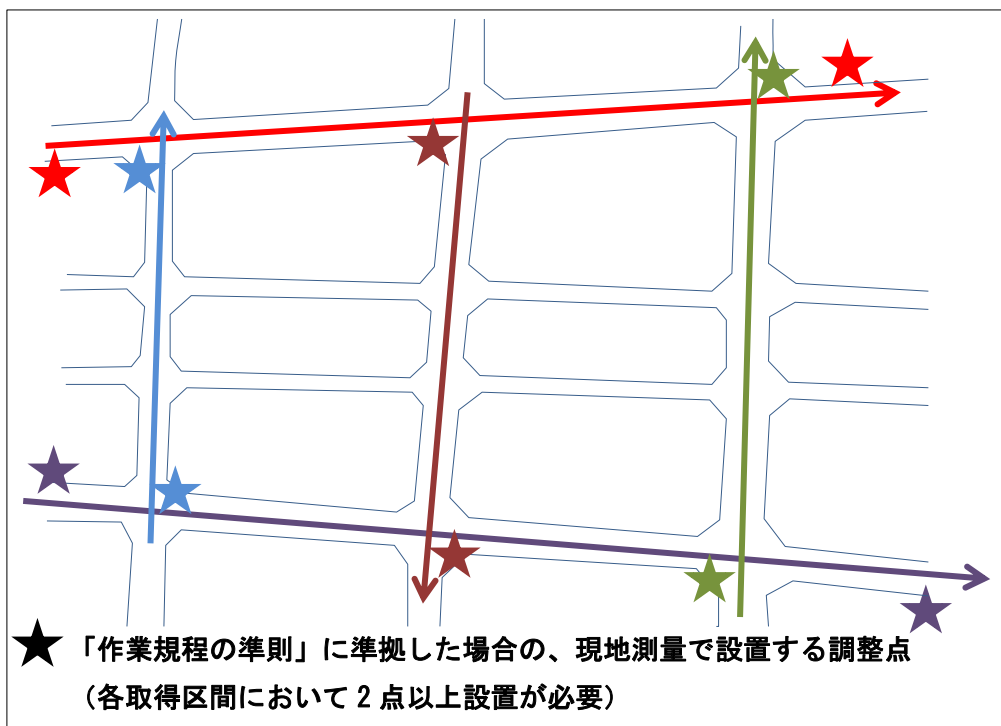 「作業規程の準則」に準拠した場合の、現地測量で設置する調整点
（各取得区間において2点以上設置が必要）